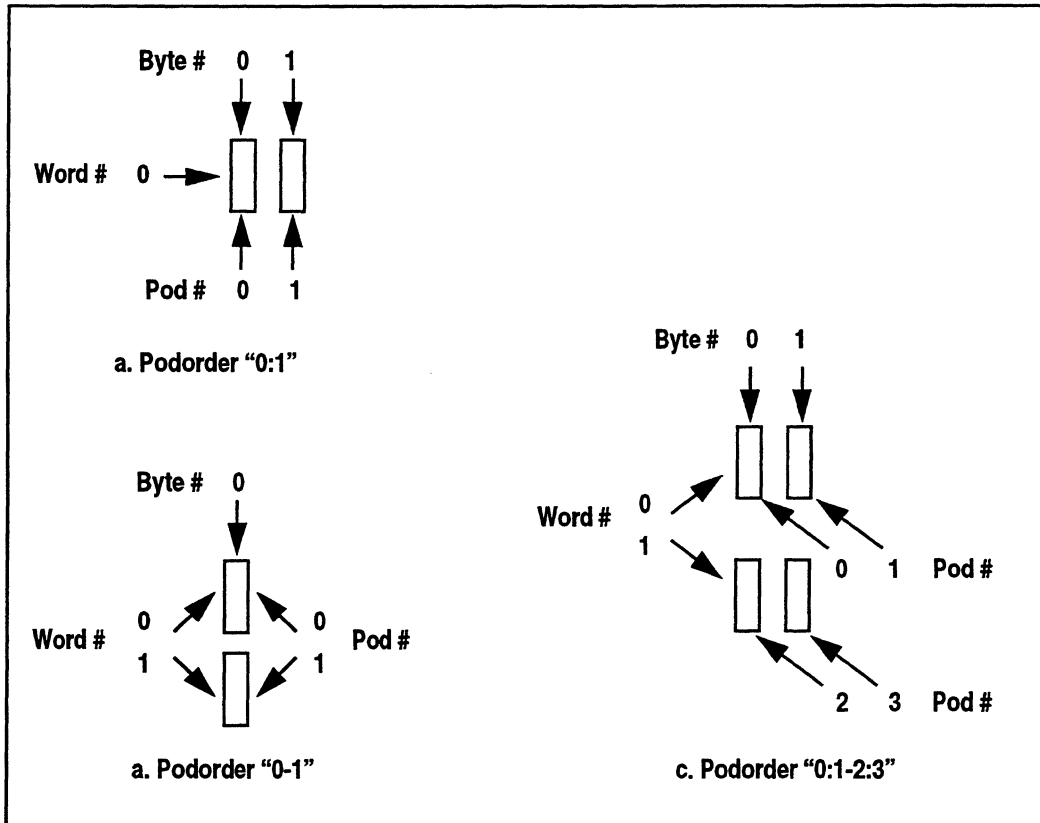 Byte # 0 1
Word # 0
Pod # 0 1
a. Podorder “0:1”
Byte # 0
Word # 0 0 Pod #
1 1
a. Podorder “0-1”
Byte # 0 1
Word # 0
1
0 1 Pod #
2 3 Pod #
c. Podorder “0:1-2:3”